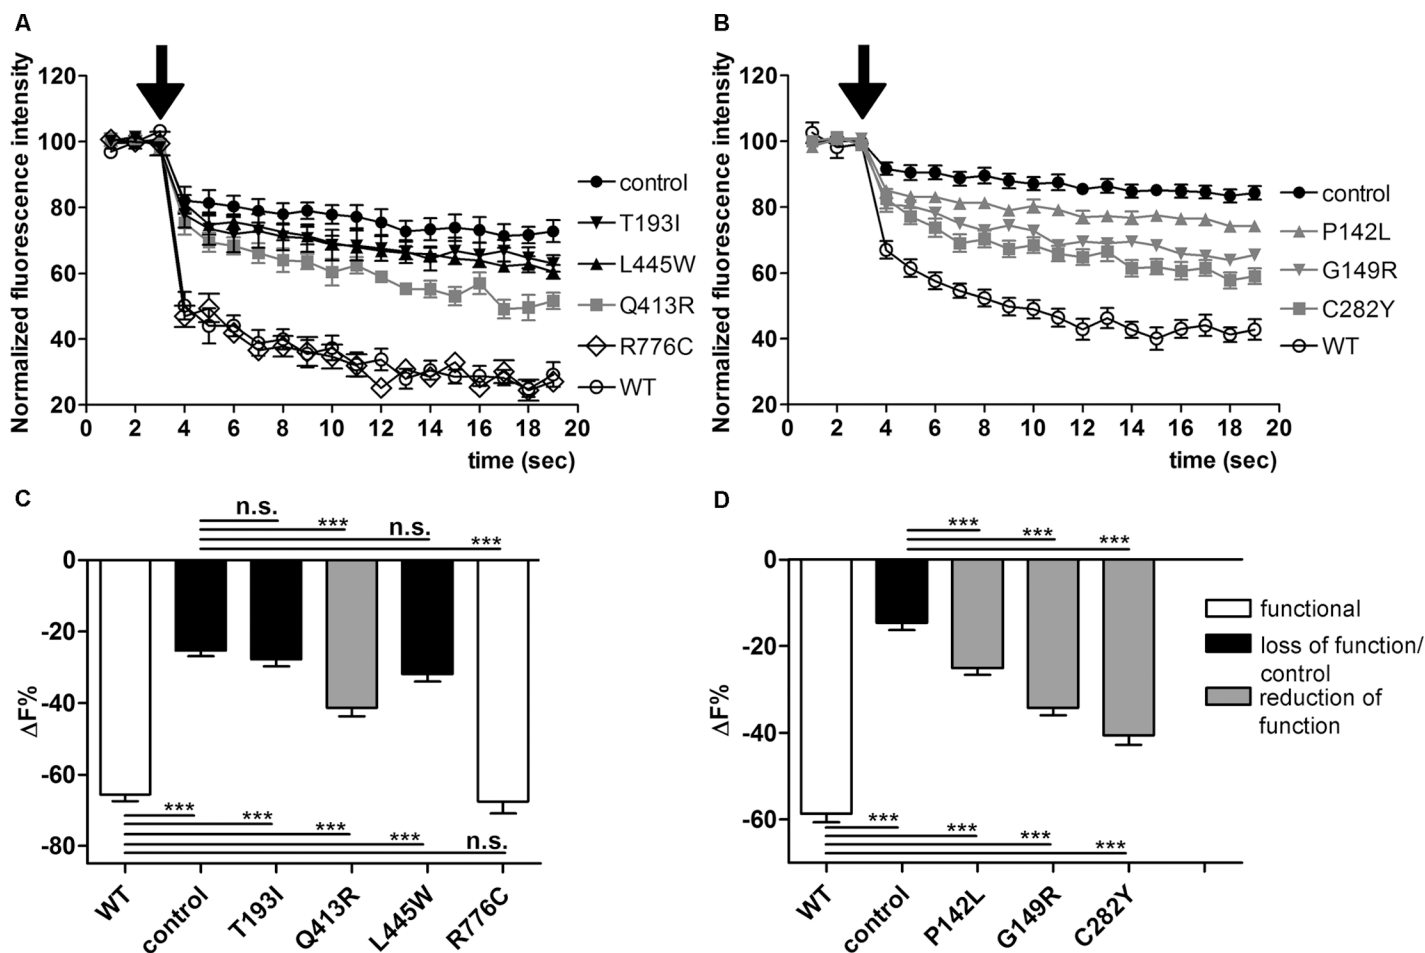 A
Normalized fluorescence intensity
120
100
80
60
40
20
0
2
4
6
8
10
12
14
16
18
20
time (sec)
control
T193I
L445W
Q413R
R776C
WT
B
Normalized fluorescence intensity
120
100
80
60
40
20
0
2
4
6
8
10
12
14
16
18
20
time (sec)
control
P142L
G149R
C282Y
WT
C
n.s.
***
n.s.
***
ΔF%
0
-20
-40
-60
-80
***
***
***
***
n.s.
WT
control
T193I
Q413R
L445W
R776C
D
***
***
***
ΔF%
0
-20
-40
-60
***
***
***
***
WT
control
P142L
G149R
C282Y
functional
loss of function/
control
reduction of
function